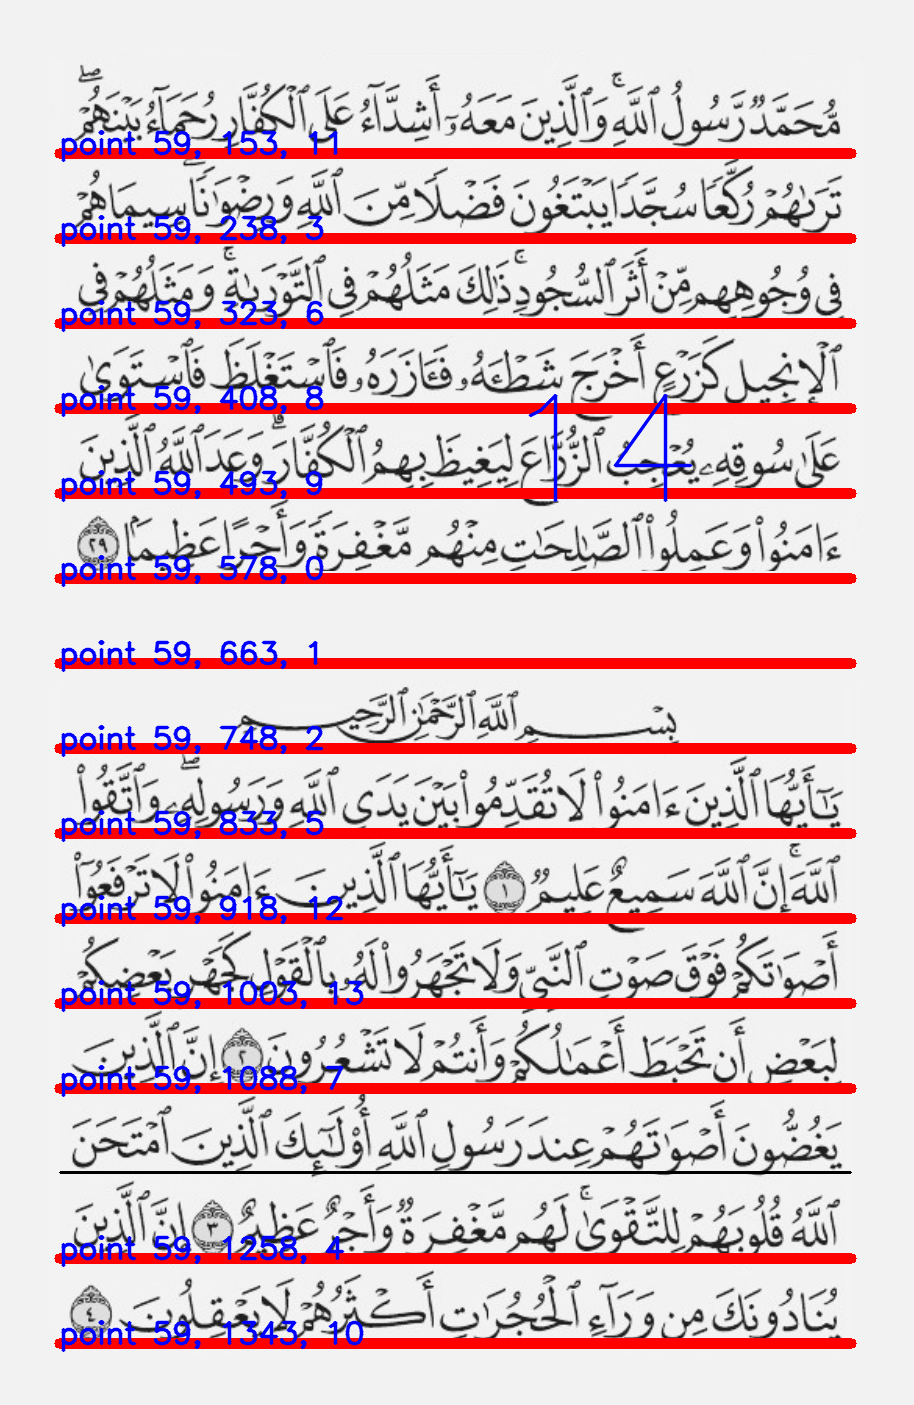 مُّحَمَّدٌ رَّسُولُ ٱللَّهِ ۚ وَٱلَّذِينَ مَعَهُۥٓ أَشِدَّآءُ عَلَى ٱلْكُفَّارِ رُحَمَآءُ بَيْنَهُمْ ۖ
point 59, 153, 11
تَرَىٰهُمْ رُكَّعًا سُجَّدًا يَبْتَغُونَ فَضْلًا مِّنَ ٱللَّهِ وَرِضْوَٰنًا ۖ سِيمَاهُمْ
point 59, 238, 3
فِى وُجُوهِهِم مِّنْ أَثَرِ ٱلسُّجُودِ ۚ ذَٰلِكَ مَثَلُهُمْ فِى ٱلتَّوْرَىٰةِ ۚ وَمَثَلُهُمْ فِى
point 59, 323, 6
ٱلْإِنجِيلِ كَزَرْعٍ أَخْرَجَ شَطْـَٔهُۥ فَـَٔازَرَهُۥ فَٱسْتَغْلَظَ فَٱسْتَوَىٰ
point 59, 408, 8
14
عَلَىٰ سُوقِهِۦ يُعْجِبُ ٱلزُّرَّاعَ لِيَغِيظَ بِهِمُ ٱلْكُفَّارَ ۗ وَعَدَ ٱللَّهُ ٱلَّذِينَ
point 59, 493, 9
ءَامَنُوا۟ وَعَمِلُوا۟ ٱلصَّٰلِحَٰتِ مِنْهُم مَّغْفِرَةً وَأَجْرًا عَظِيمًۢا ٢٩
point 59, 578, 0
point 59, 663, 1
بِسْمِ ٱللَّهِ ٱلرَّحْمَٰنِ ٱلرَّحِيمِ
point 59, 748, 2
يَٰٓأَيُّهَا ٱلَّذِينَ ءَامَنُوا۟ لَا تُقَدِّمُوا۟ بَيْنَ يَدَىِ ٱللَّهِ وَرَسُولِهِۦ ۖ وَٱتَّقُوا۟
point 59, 833, 5
ٱللَّهَ ۚ إِنَّ ٱللَّهَ سَمِيعٌ عَلِيمٌ ١ يَٰٓأَيُّهَا ٱلَّذِينَ ءَامَنُوا۟ لَا تَرْفَعُوٓا۟
point 59, 918, 12
أَصْوَٰتَكُمْ فَوْقَ صَوْتِ ٱلنَّبِىِّ وَلَا تَجْهَرُوا۟ لَهُۥ بِٱلْقَوْلِ كَجَهْرِ بَعْضِكُمْ
point 59, 1003, 13
لِبَعْضٍ أَن تَحْبَطَ أَعْمَٰلُكُمْ وَأَنتُمْ لَا تَشْعُرُونَ ٢ إِنَّ ٱلَّذِينَ
point 59, 1088, 7
يَغُضُّونَ أَصْوَٰتَهُمْ عِندَ رَسُولِ ٱللَّهِ أُو۟لَٰٓئِكَ ٱلَّذِينَ ٱمْتَحَنَ
ٱللَّهُ قُلُوبَهُمْ لِلتَّقْوَىٰ ۚ لَهُم مَّغْفِرَةٌ وَأَجْرٌ عَظِيمٌ ٣ إِنَّ ٱلَّذِينَ
point 59, 1258, 4
يُنَادُونَكَ مِن وَرَآءِ ٱلْحُجُرَٰتِ أَكْثَرُهُمْ لَا يَعْقِلُونَ ٤
point 59, 1343, 10